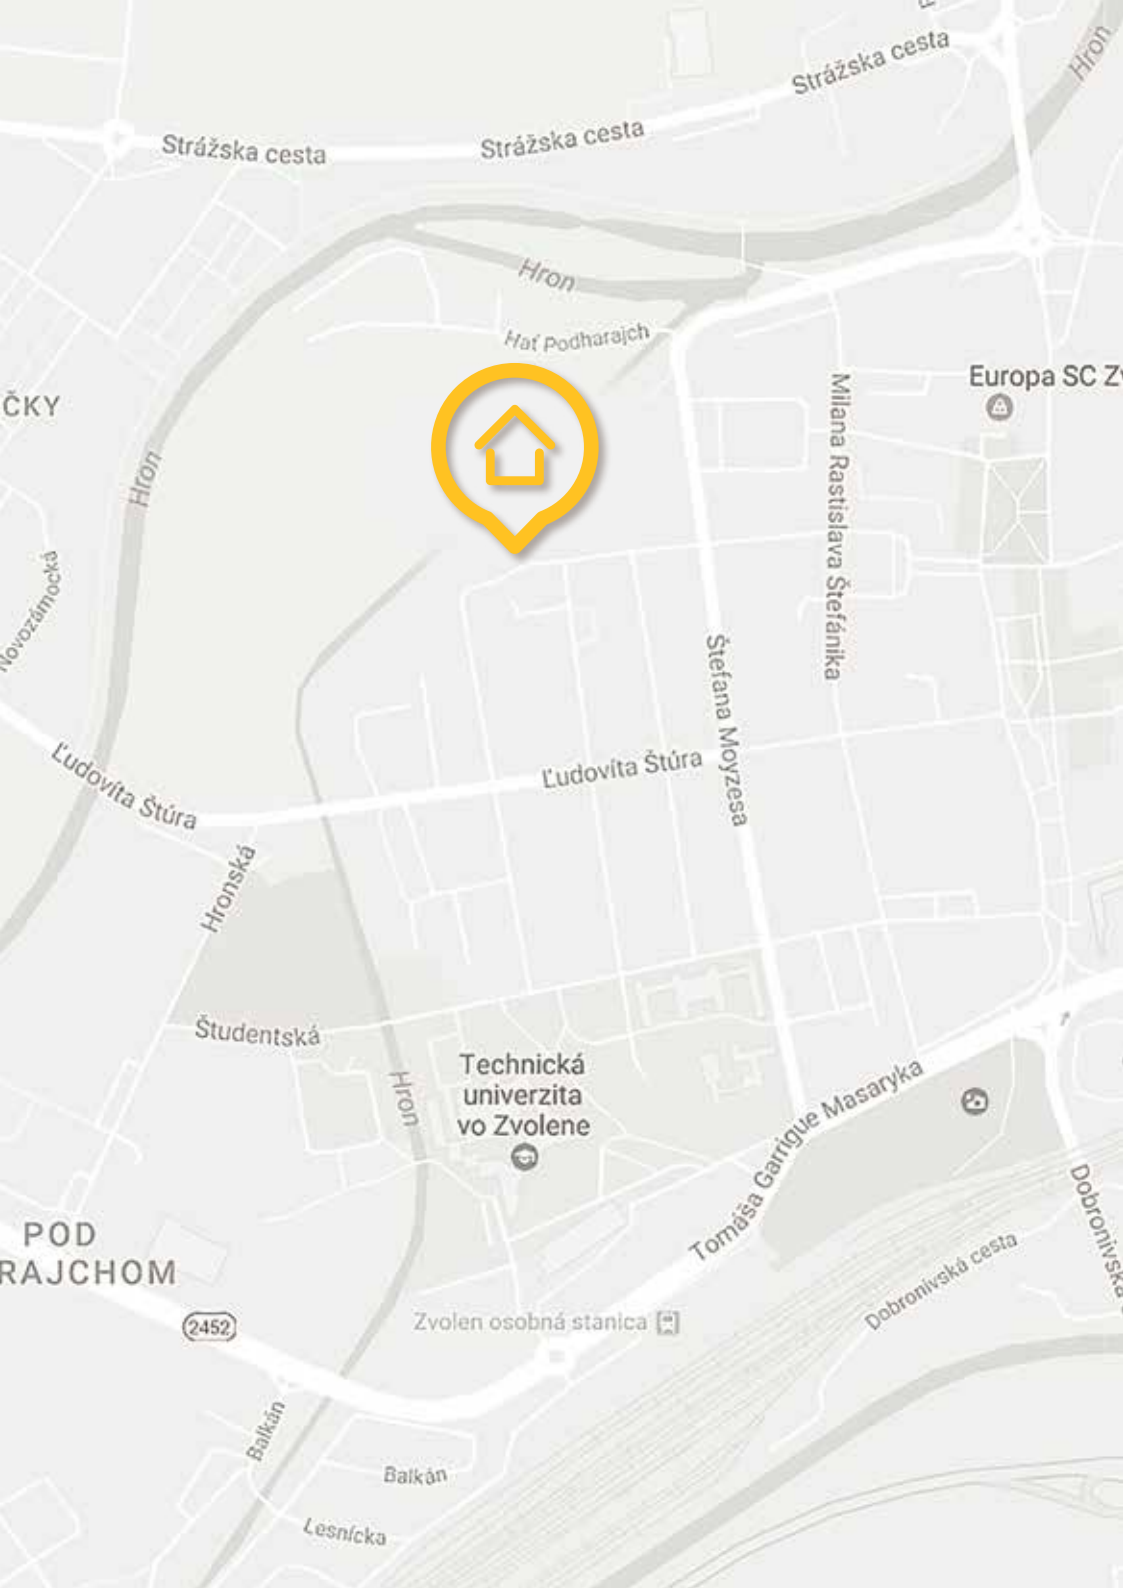 Strážska cesta
Hron
Strážska cesta
Strážska cesta
Hron
Hať Podharajch
Europa SC Zv
ČKY
Milana Rastislava Štefánika
Hron
Novozámocká
Štefana Moyzesa
Ľudovíta Štúra
Ľudovíta Štúra
Hronská
Študentská
Technická
univerzita
vo Zvolene
Hron
Tomáša Garrigue Masaryka
Dobronivská
POD
RAJCHOM
Dobronivská cesta
2452
Zvolen osobná stanica
Balkán
Balkán
Lesnícka